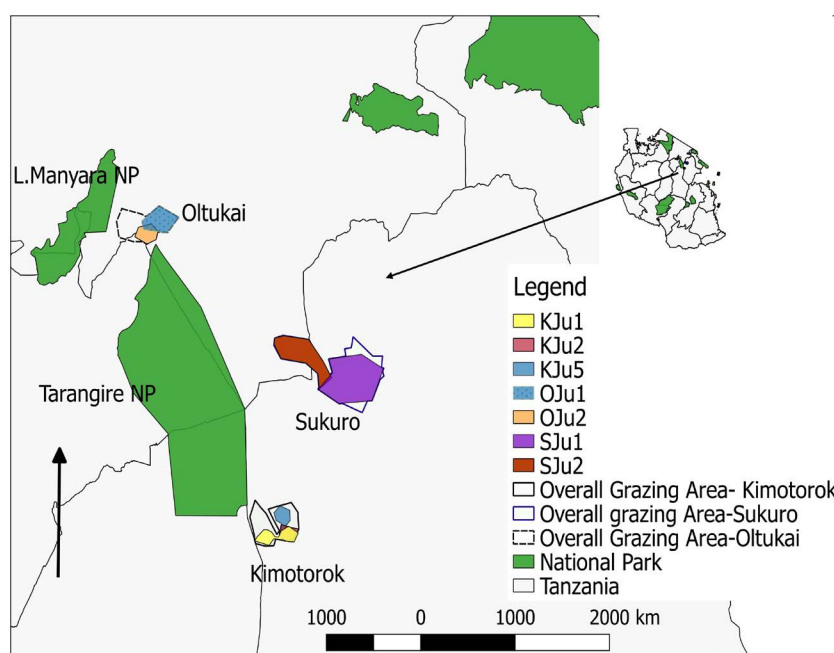 L.Manyara NP
Oltukai
Tarangire NP
Sukuro
Kimotorok
Legend
KJu1
KJu2
KJu5
OJu1
OJu2
SJu1
SJu2
Overall Grazing Area- Kimotorok
Overall grazing Area-Sukuro
Overall Grazing Area-Oltukai
National Park
Tanzania
1000 0 1000 2000 km